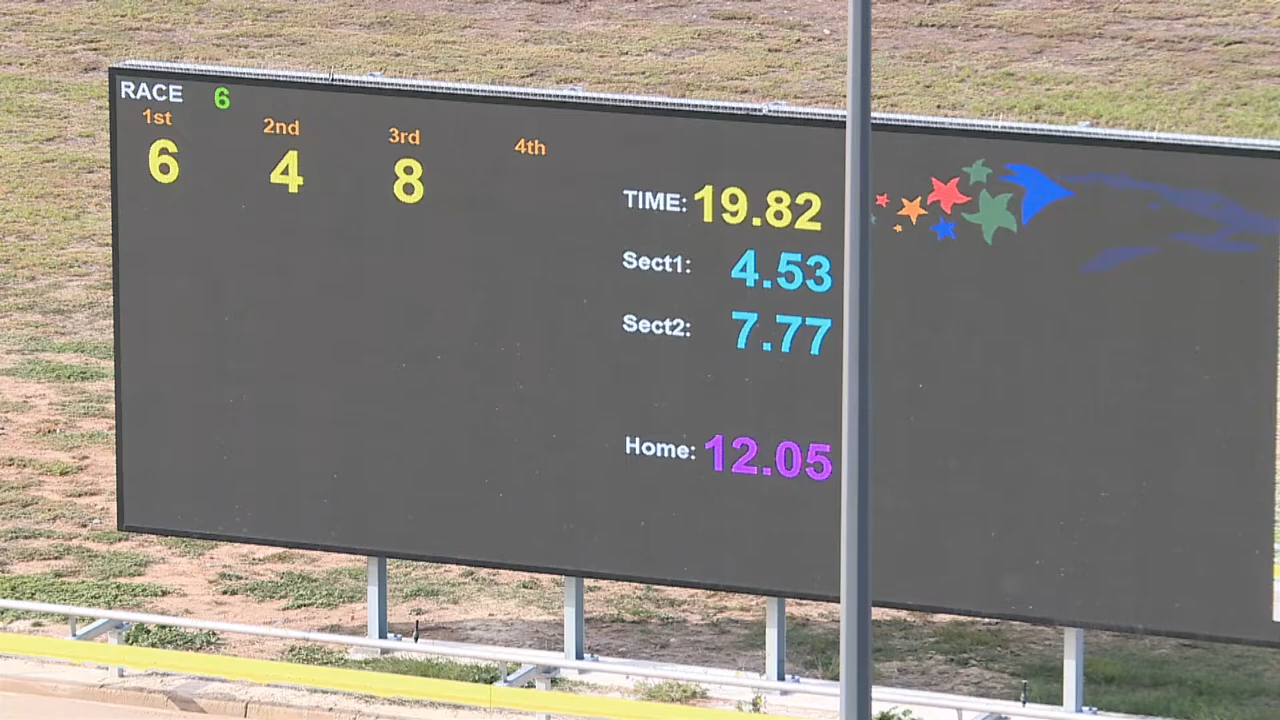 RACE 6
1st 2nd 3rd 4th
6 4 8
TIME: 19.82
Sect1: 4.53
Sect2: 7.77
Home: 12.05